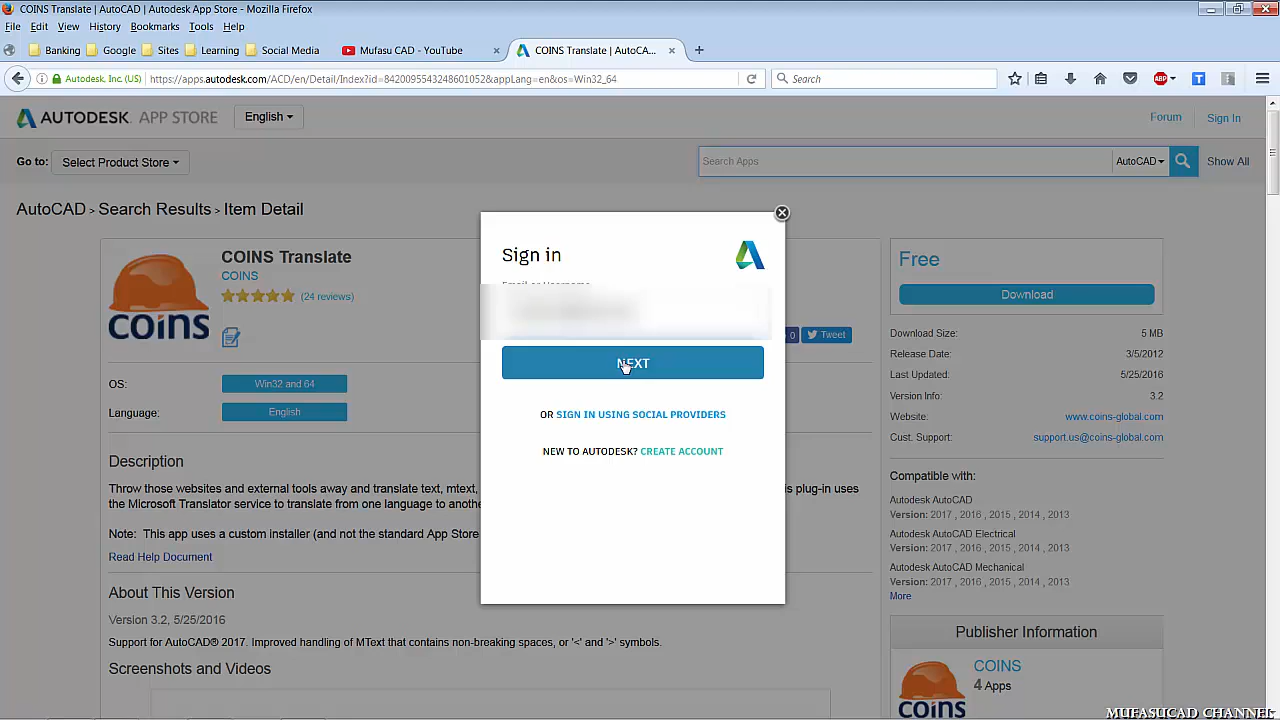 COINS Translate | AutoCAD | Autodesk App Store - Mozilla Firefox
File Edit View History Bookmarks Tools Help
Banking Google Sites Learning Social Media
Mufasu CAD - YouTube
COINS Translate | AutoCA...
Autodesk, Inc. (US)
https://apps.autodesk.com/ACD/en/Detail/Index?id=8420095543248601052&appLang=en&os=Win32_64
Search
AUTODESK. APP STORE English
Forum Sign In
Go to: Select Product Store
Search Apps AutoCAD Show All
AutoCAD > Search Results > Item Detail
COINS Translate
COINS
(24 reviews)
coins
OS: Win32 and 64
Language: English
0 Tweet
Description
Throw those websites and external tools away and translate text, mtext,
is plug-in uses
the Microsoft Translator service to translate from one language to anothe
Note: This app uses a custom installer (and not the standard App Store
Read Help Document
About This Version
Version 3.2, 5/25/2016
Support for AutoCAD® 2017. Improved handling of MText that contains non-breaking spaces, or '<' and '>' symbols.
Screenshots and Videos
Sign in
Email or Username
NEXT
OR SIGN IN USING SOCIAL PROVIDERS
NEW TO AUTODESK? CREATE ACCOUNT
Free
Download
Download Size: 5 MB
Release Date: 3/5/2012
Last Updated: 5/25/2016
Version Info: 3.2
Website: www.coins-global.com
Cust. Support: support.us@coins-global.com
Compatible with:
Autodesk AutoCAD
Version: 2017 , 2016 , 2015 , 2014 , 2013
Autodesk AutoCAD Electrical
Version: 2017 , 2016 , 2015 , 2014 , 2013
Autodesk AutoCAD Mechanical
Version: 2017 , 2016 , 2015 , 2014 , 2013
More
Publisher Information
COINS
4 Apps
coins
MUFASUCAD CHANNEL